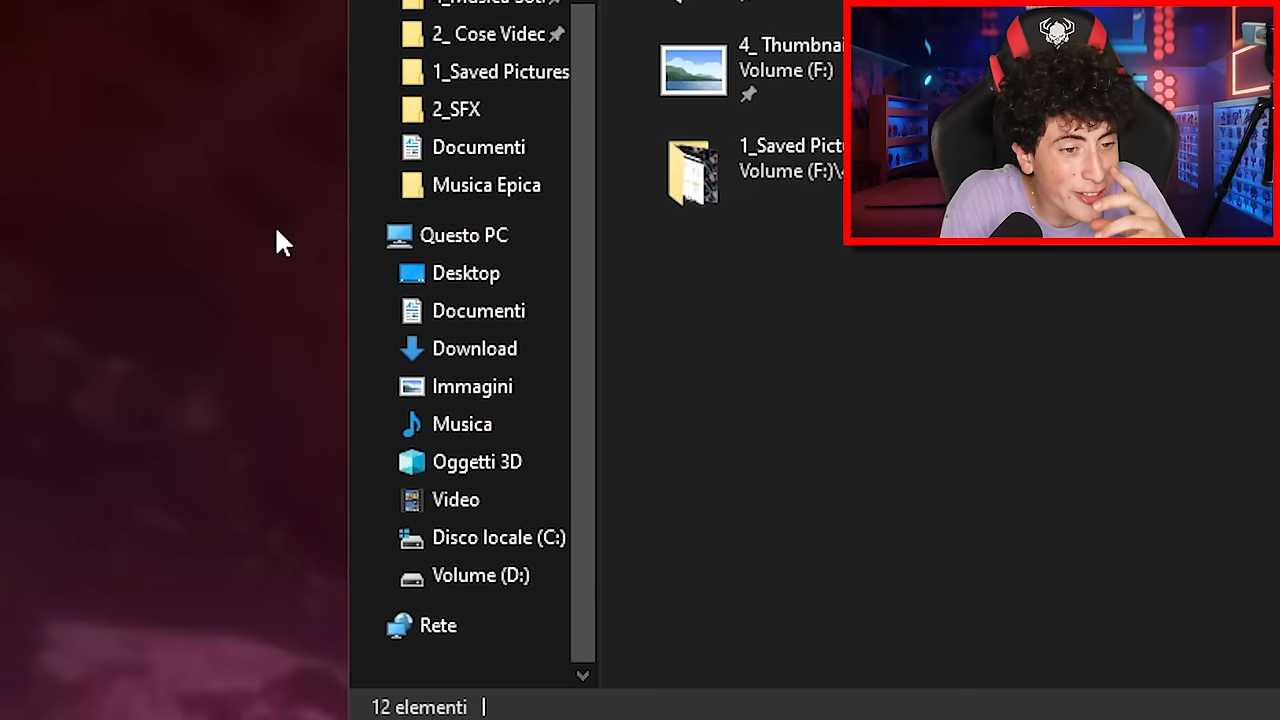 2_ Cose Videc
1_Saved Pictures
2_SFX
Documenti
Musica Epica
Questo PC
Desktop
Documenti
Download
Immagini
Musica
Oggetti 3D
Video
Disco locale (C:)
Volume (D:)
Rete
12 elementi
4_ Thumbnai
Volume (F:)
1_Saved Pict
Volume (F:)\